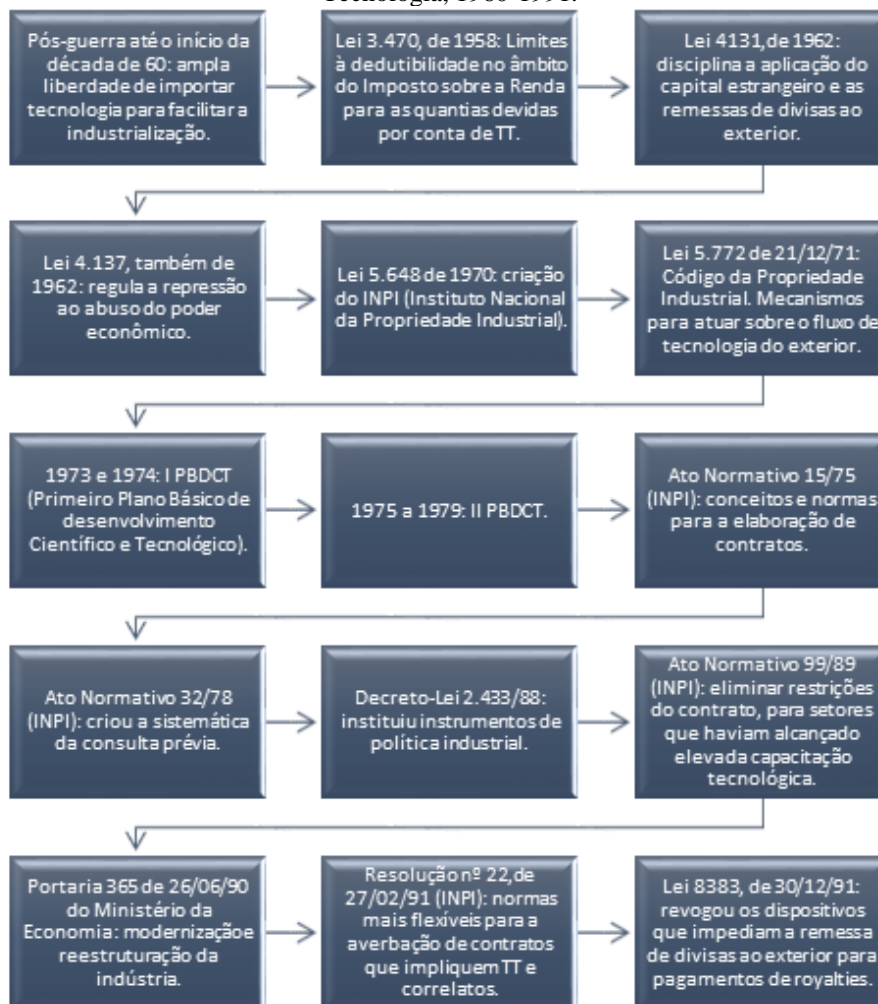 Tecnologia, 1960-1991.
Pós-guerra até o início da
década de 60: ampla
liberdade de importar
tecnologia para facilitar a
industrialização.
Lei 3.470, de 1958: Limites
à dedutibilidade no âmbito
do Imposto sobre a Renda
para as quantias devidas
por conta de TT.
Lei 4131, de 1962:
disciplina a aplicação do
capital estrangeiro e as
remessas de divisas ao
exterior.
Lei 4.137, também de
1962: regula a repressão
ao abuso do poder
econômico.
Lei 5.648 de 1970: criação
do INPI (Instituto Nacional
da Propriedade Industrial).
Lei 5.772 de 21/12/71:
Código da Propriedade
Industrial. Mecanismos
para atuar sobre o fluxo de
tecnologia do exterior.
1973 e 1974: I PBDCT
(Primeiro Plano Básico de
desenvolvimento
Científico e Tecnológico).
1975 a 1979: II PBDCT.
Ato Normativo 15/75
(INPI): conceitos e normas
para a elaboração de
contratos.
Ato Normativo 32/78
(INPI): criou a sistemática
da consulta prévia.
Decreto-Lei 2.433/88:
instituiu instrumentos de
política industrial.
Ato Normativo 99/89
(INPI): eliminar restrições
do contrato, para setores
que haviam alcançado
elevada capacitação
tecnológica.
Portaria 365 de 26/06/90
do Ministério da
Economia: modernização e
reestruturação da
indústria.
Resolução nº 22, de
27/02/91 (INPI): normas
mais flexíveis para a
averbação de contratos
que impliquem TT e
correlatos.
Lei 8383, de 30/12/91:
revogou os dispositivos
que impediam a remessa
de divisas ao exterior para
pagamentos de royalties.